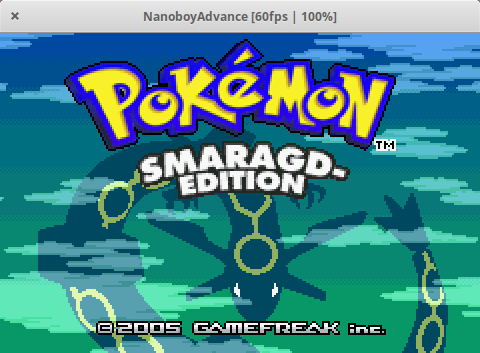 NanoboyAdvance [60fps | 100%]
POKéMON
TM
SMARAGD-
EDITION
©2005 GAMEFREAK inc.